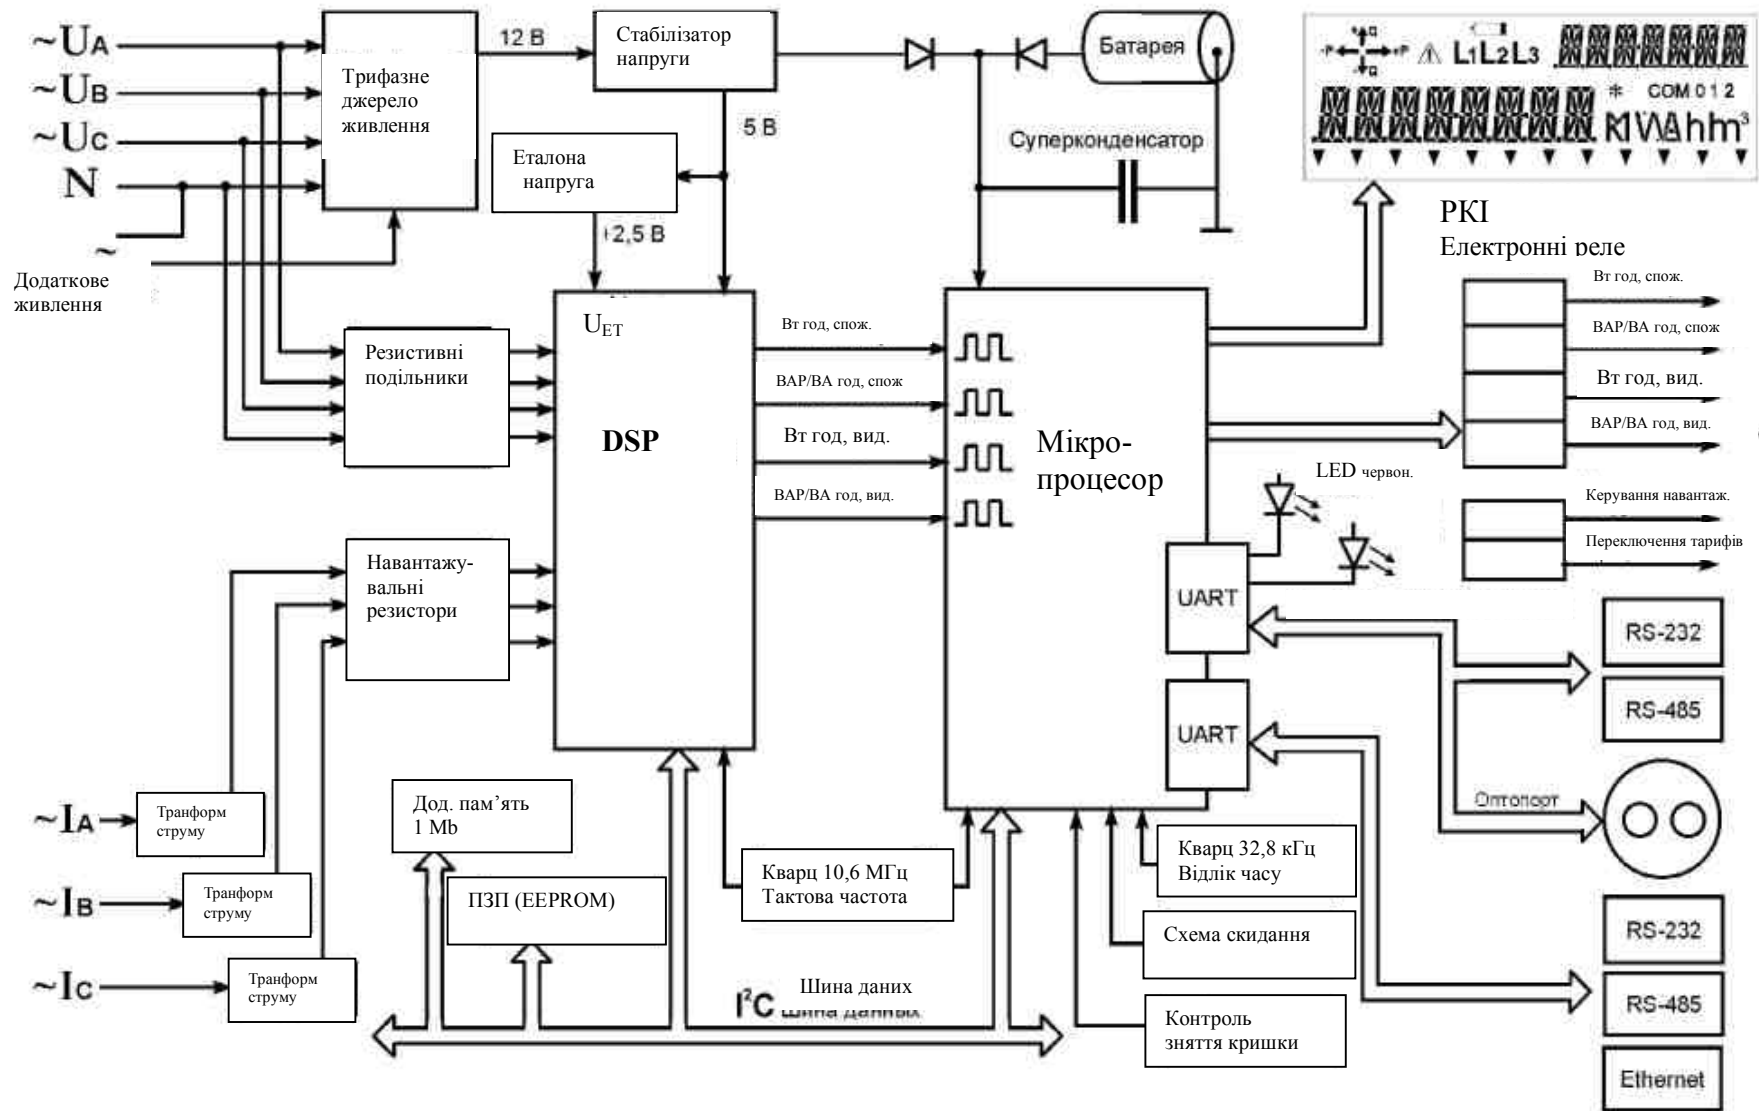 ~UA
~UB
~UC
N
~
Додаткове
живлення
Трифазне
джерело
живлення
12 В
Стабілізатор
напруги
5 В
Еталона
напруга
+2,5 В
Батарея
Суперконденсатор
-P +Q +P -Q
L1L2L3
* COM 0 1 2
РКІ
Електронні реле
Вт год, спож.
ВАР/ВА год, спож
Вт год, вид.
ВАР/ВА год, вид.
Керування навантаж.
Переключення тарифів
UET
DSP
Резистивні
подільники
Навантажу-
вальні
резистори
Вт год, спож.
ВАР/ВА год, спож
Вт год, вид.
ВАР/ВА год, вид.
Мікро-
процесор
LED червон.
UART
UART
RS-232
RS-485
Оптопорт
RS-232
RS-485
Ethernet
~IA
Транформ
струму
~IB
Транформ
струму
~IC
Транформ
струму
Дод. пам’ять
1 Mb
ПЗП (EEPROM)
Кварц 10,6 МГц
Тактова частота
Кварц 32,8 кГц
Відлік часу
Схема скидання
Контроль
зняття кришки
I²C Шина даних
шина данных